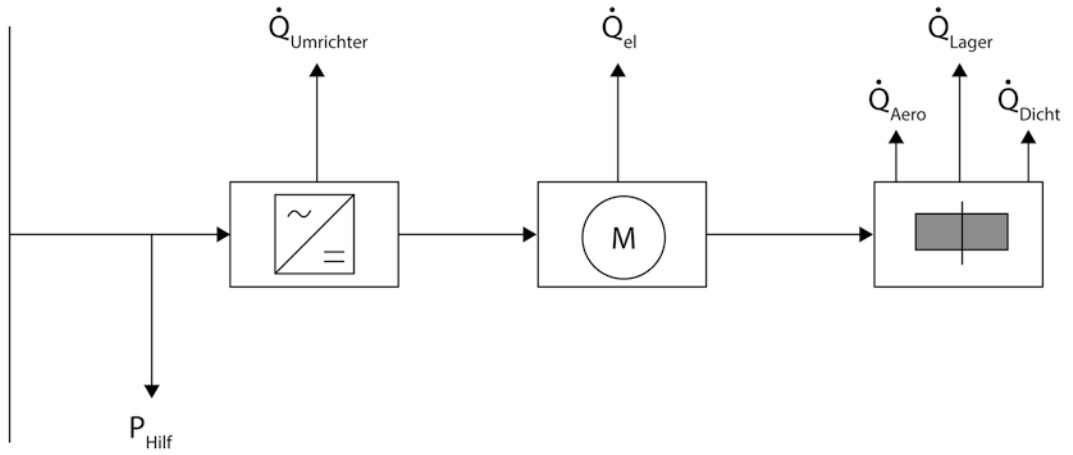 Q̇Umrichter
Q̇el
Q̇Lager
Q̇Aero
Q̇Dicht
~
=
M
PHilf